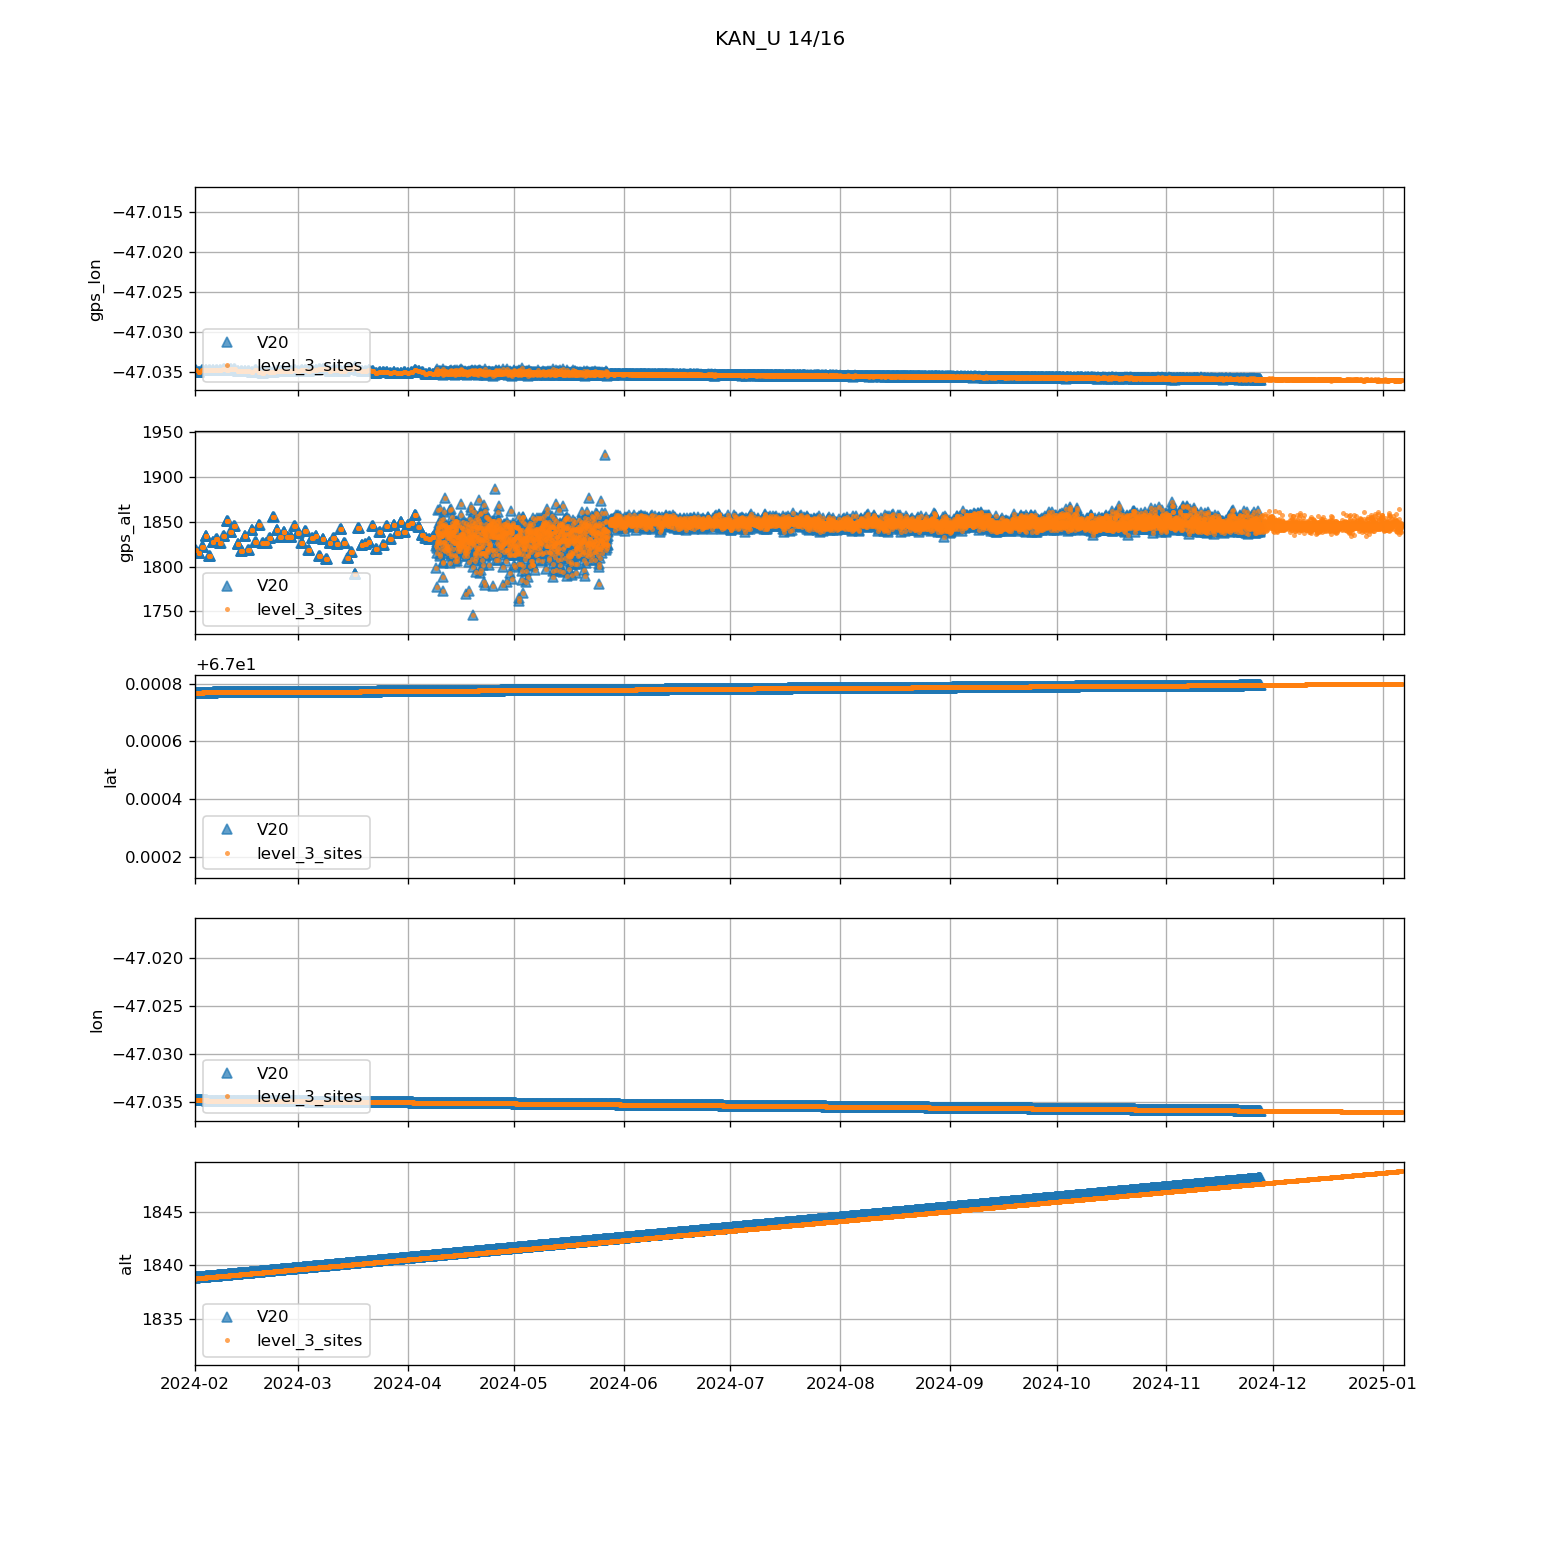 KAN_U 14/16
−47.015
−47.020
−47.025
−47.030
−47.035
gps_lon
V20
level_3_sites
1950
1900
1850
1800
1750
gps_alt
V20
level_3_sites
+6.7e1
0.0008
0.0006
0.0004
0.0002
lat
V20
level_3_sites
−47.020
−47.025
−47.030
−47.035
lon
V20
level_3_sites
1845
1840
1835
alt
V20
level_3_sites
2024-02 2024-03 2024-04 2024-05 2024-06 2024-07 2024-08 2024-09 2024-10 2024-11 2024-12 2025-01